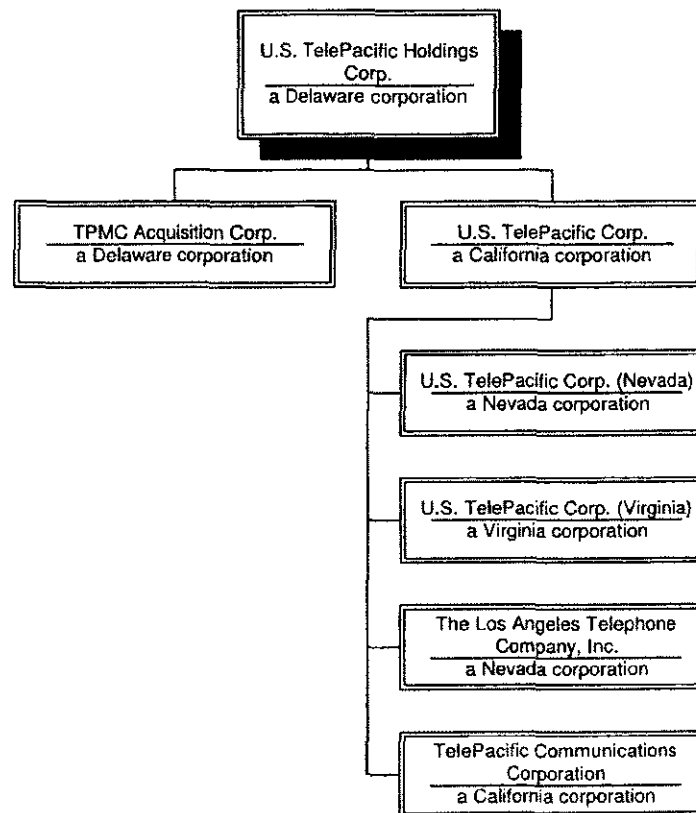 U.S. TelePacific Holdings
Corp.
a Delaware corporation
TPMC Acquisition Corp.
a Delaware corporation
U.S. TelePacific Corp.
a California corporation
U.S. TelePacific Corp. (Nevada)
a Nevada corporation
U.S. TelePacific Corp. (Virginia)
a Virginia corporation
The Los Angeles Telephone
Company, Inc.
a Nevada corporation
TelePacific Communications
Corporation
a California corporation